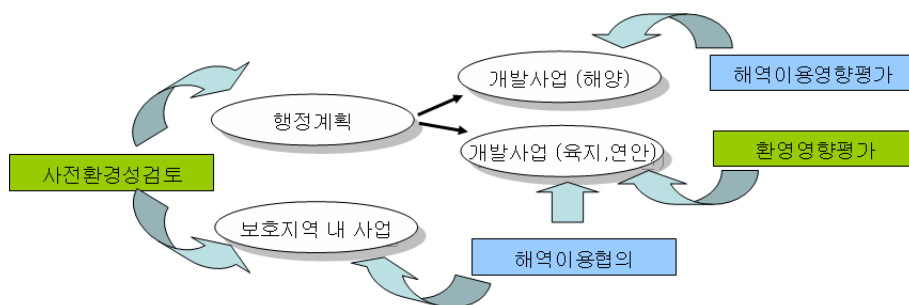 개발사업 (해양)
해역이용영향평가
행정계획
개발사업 (육지,연안)
환영영향평가
사전환경성검토
보호지역 내 사업
해역이용협의